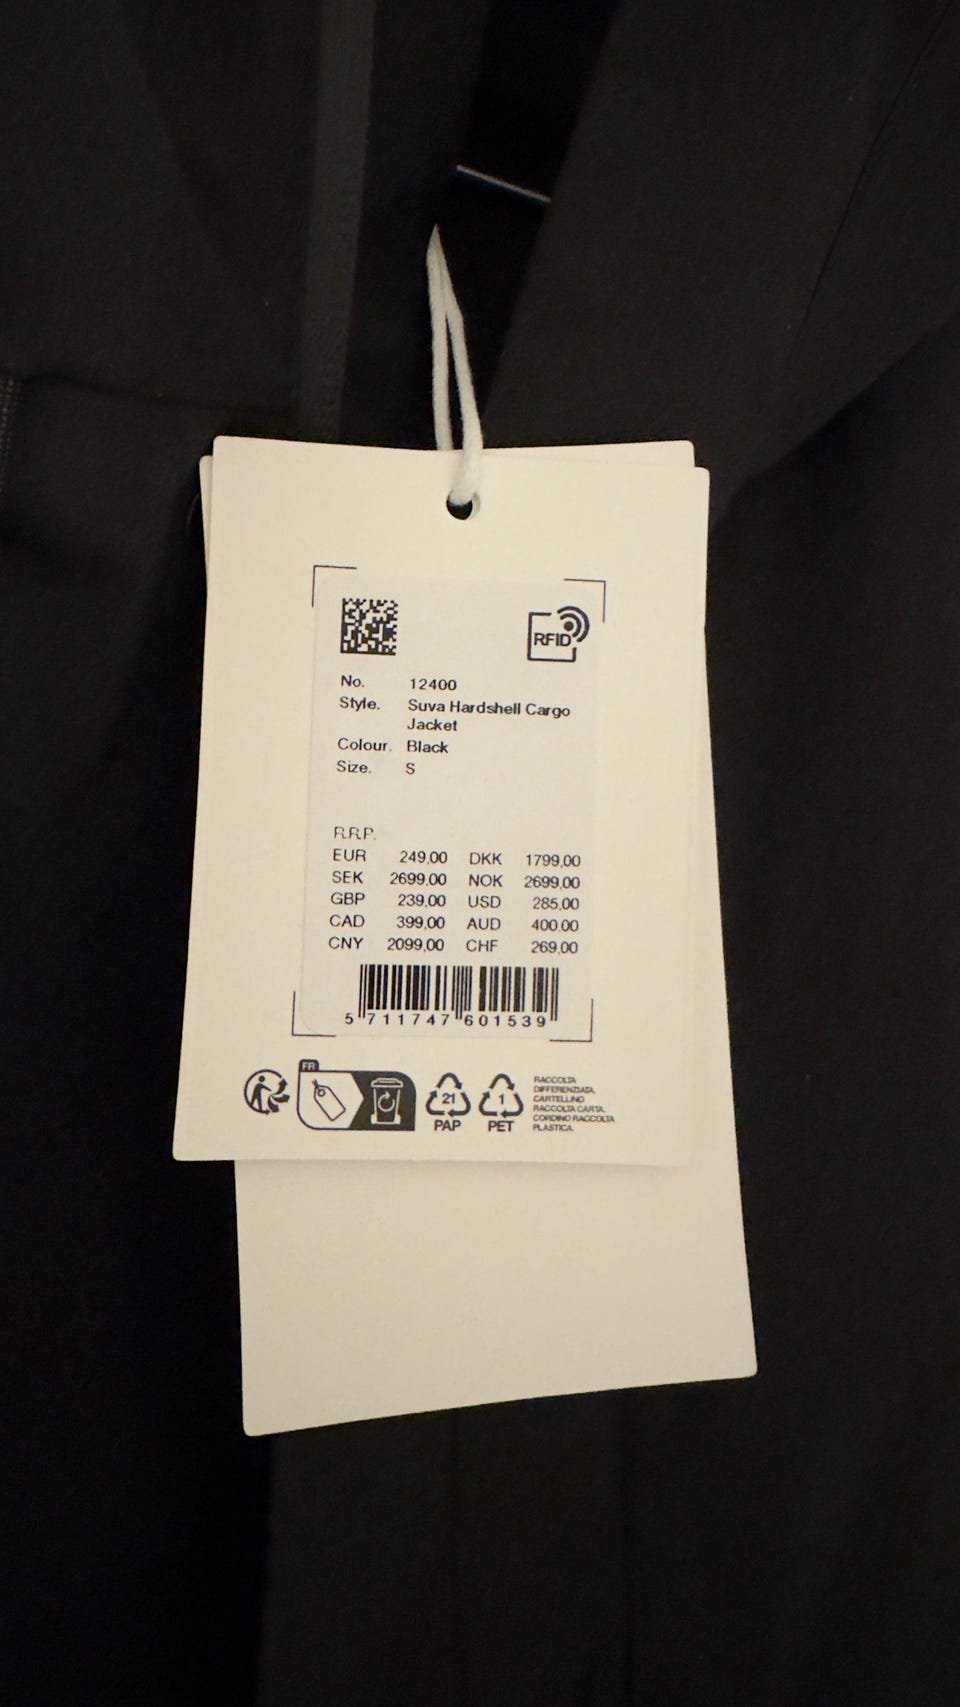 RFID
No. 12400
Style. Suva Hardshell Cargo
Jacket
Colour. Black
Size. S
R.R.P.
EUR 249,00 DKK 1799,00
SEK 2699,00 NOK 2699,00
GBP 239,00 USD 285,00
CAD 399,00 AUD 400,00
CNY 2099,00 CHF 269,00
5 711747 601539
FR
21
PAP
1
PET
RACCOLTA
DIFFERENZIATA.
CARTELLINO
RACCOLTA CARTA,
CORDINO RACCOLTA
PLASTICA.